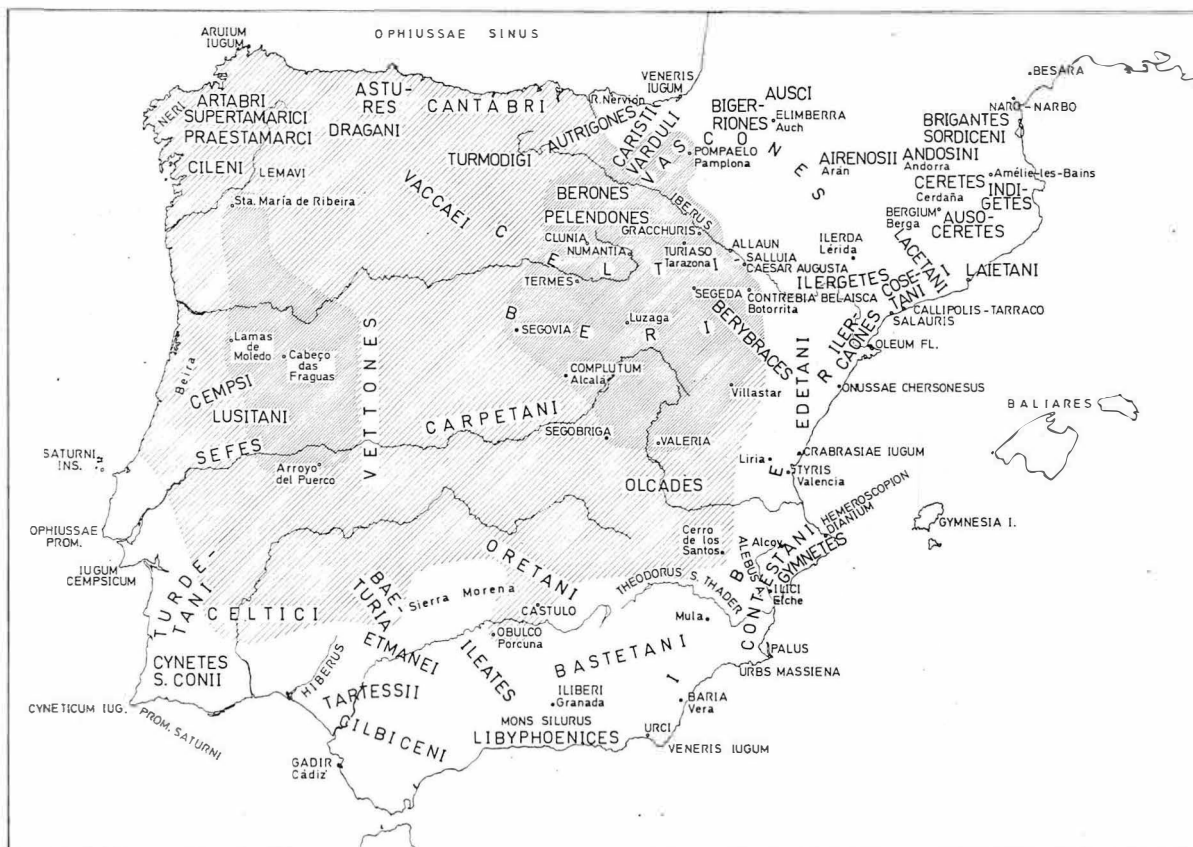 OPHIUSSAE SINUS
ARUIUM
IUGUM
NERI
ARTABRI
SUPERTAMARICI
PRAESTAMARCI
CILENI
LEMAVI
Sta. María de Ribeira
ASTU-
RES
DRAGANI
CANTABRI
TURMODIGI
VACCAEI
AUTRIGONES
R. Nervión
CARISTII
VARDULI
VENERIS
IUGUM
VASCONES
POMPAELO
Pamplona
BIGER-
RIONES
AUSCI
ELIMBERRA
Auch
AIRENOSII
Arán
ANDOSINI
Andorra
BESARA
NARO-NARBO
BRIGANTES
SORDICENI
CERETES
Cerdaña
Amélie-les-Bains
INDI-
GETES
BERGIUM
Berga
AUSO-
CERETES
LACETANI
LAIETANI
COSE-
TANI
ILERDA
Lérida
ILERGETES
CALLIPOLIS-TARRACO
SALAURIS
ILER-
CAONES
OLEUM FL.
ONUSSAE CHERSONESUS
BERONES
PELENDONES
IBERUS
GRACCHURIS
CLUNIA
NUMANTIA
TURIASO
Tarazona
ALLAUN
SALLUIA
CAESAR AUGUSTA
TERMES
SEGEDA
CONTREBIA BELAISCA
Botorrita
CELTI-
BERI
SEGOVIA
Luzaga
BERYBRACES
COMPLUTUM
Alcalá
Villastar
EDETANI
BALIARES
Beira
Lamas
de
Moledo
Cabeço
das
Fraguas
CEMPSI
LUSITANI
VETTONES
CARPETANI
SEGOBRIGA
VALERIA
SEFES
SATURNI
INS.
Arroyo
del Puerco
OLCADES
Liria
CRABRASIAE IUGUM
TYRIS
Valencia
OPHIUSSAE
PROM.
IUGUM
CEMPSICUM
HEMEROSCOPION
DIANIUM
GYMNESIA I.
Cerro
de los
Santos
Alcoy
ALEBUS
CONTAESTANI
GYMNETES
ILICI
Elche
IBERI
TURDE-
TANI
CELTICI
BAE-
TURIA
ORETANI
Sierra Morena
CASTULO
THEODORUS S. THADER
Mula
OBULCO
Porcuna
ETMANEI
ILEATES
BASTETANI
PALUS
URBS MASSIENA
CYNETES
S. CONII
HIBERUS
TARTESSII
CILBICENI
ILIBERI
Granada
BARIA
Vera
CYNETICUM IUG.
PROM. SATURNI
MONS SILURUS
LIBYPHOENICES
URCI
VENERIS IUGUM
GADIR
Cádiz